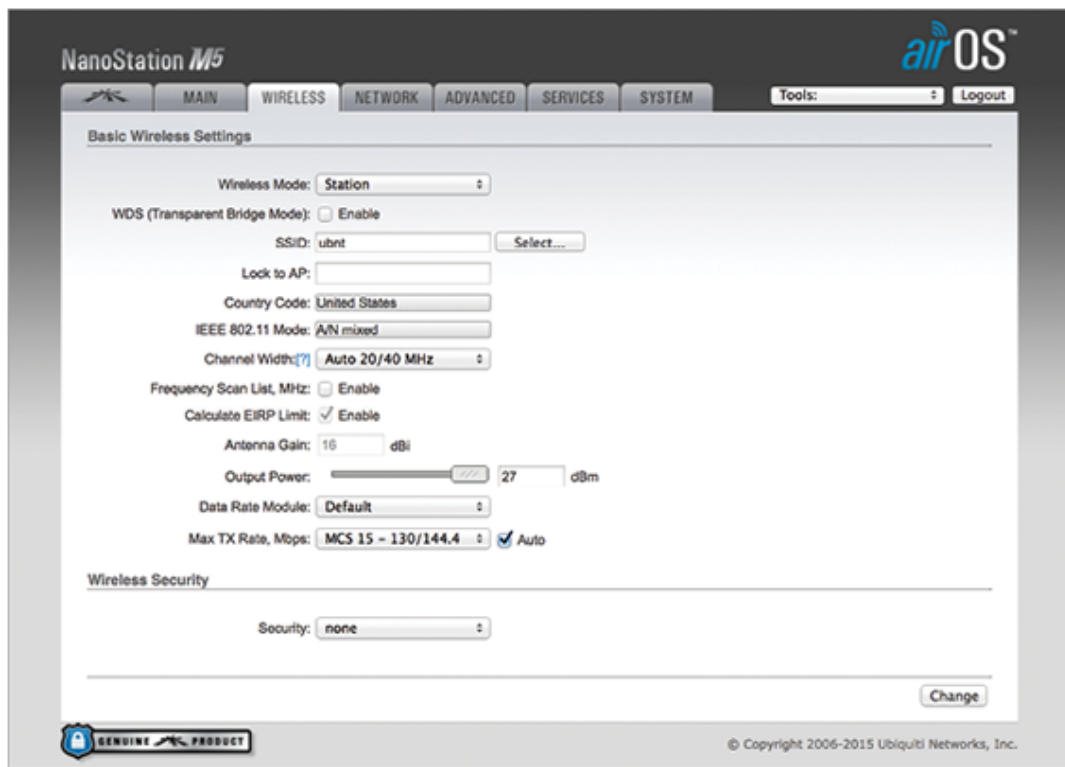 NanoStation M5
airOS™
MAIN WIRELESS NETWORK ADVANCED SERVICES SYSTEM Tools: Logout
Basic Wireless Settings
Wireless Mode: Station
WDS (Transparent Bridge Mode): Enable
SSID: ubnt Select...
Lock to AP:
Country Code: United States
IEEE 802.11 Mode: A/N mixed
Channel Width:[?] Auto 20/40 MHz
Frequency Scan List, MHz: Enable
Calculate EIRP Limit: Enable
Antenna Gain: 16 dBi
Output Power: 27 dBm
Data Rate Module: Default
Max TX Rate, Mbps: MCS 15 – 130/144.4 Auto
Wireless Security
Security: none
Change
GENUINE PRODUCT
© Copyright 2006-2015 Ubiquiti Networks, Inc.